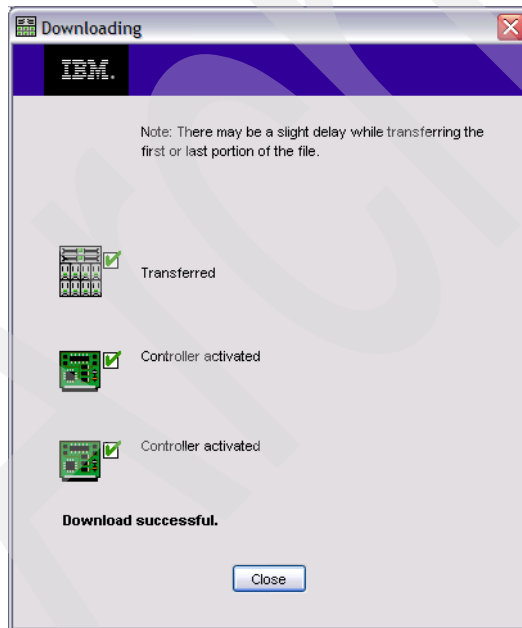 Downloading
IBM.
Note: There may be a slight delay while transferring the
first or last portion of the file.
Transferred
Controller activated
Controller activated
Download successful.
Close